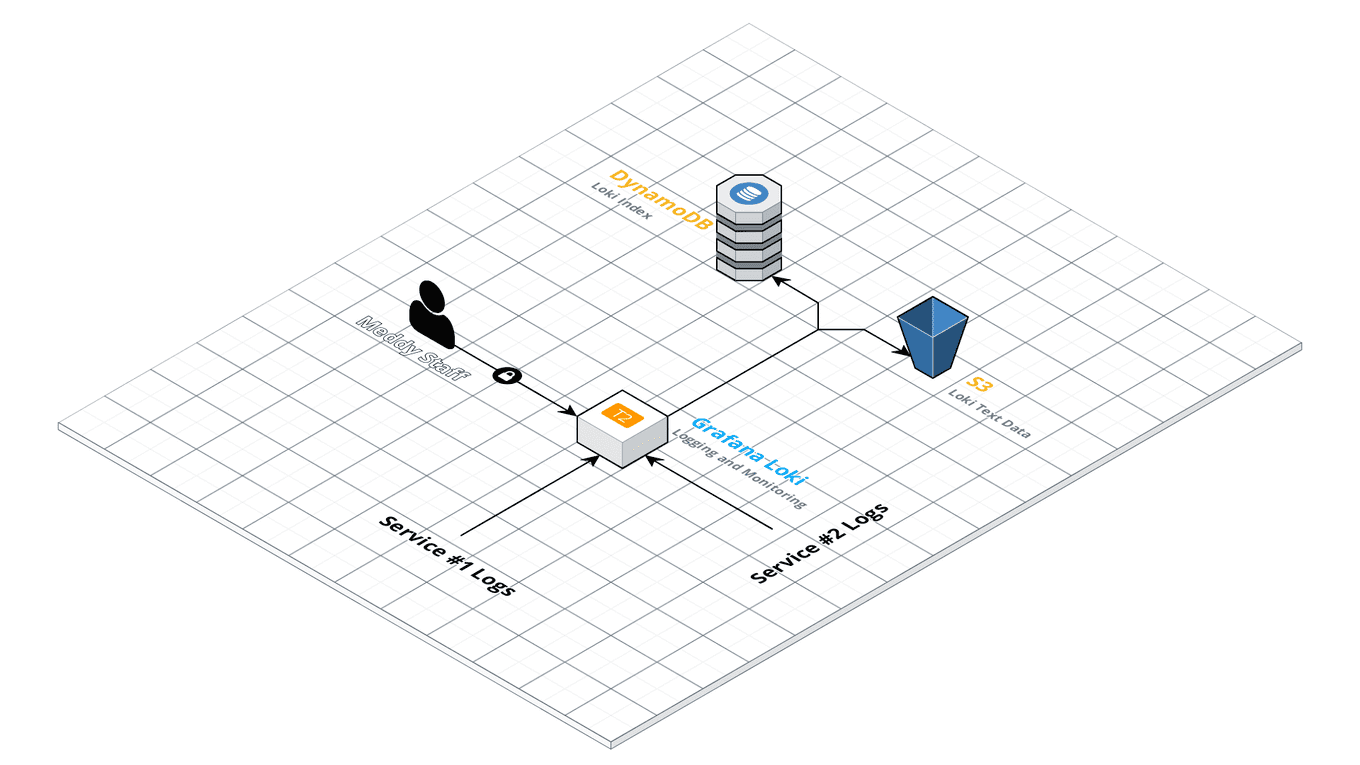 DynamoDB
Loki Index
Meddy Staff
T2
S3
Loki Text Data
Grafana Loki
Logging and Monitoring
Service #1 Logs
Service #2 Logs